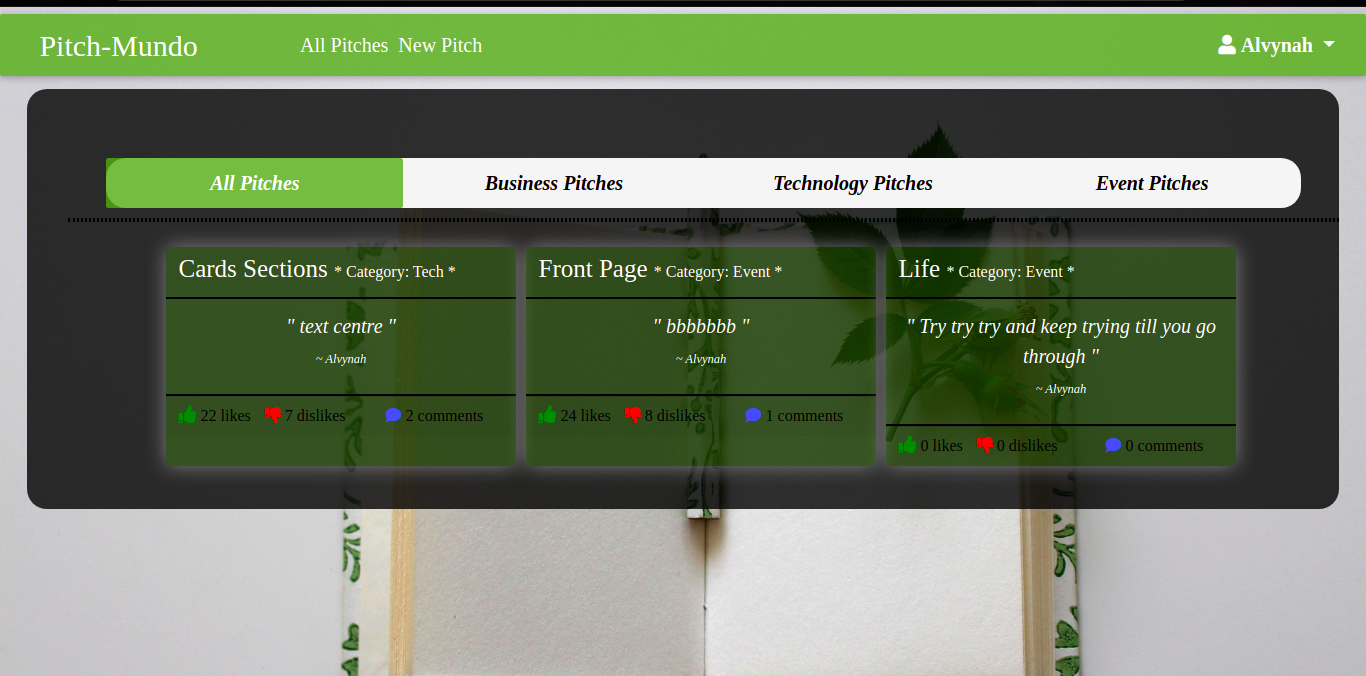 Pitch-Mundo All Pitches New Pitch Alvynah
All Pitches Business Pitches Technology Pitches Event Pitches
Cards Sections * Category: Tech *
" text centre "
~ Alvynah
22 likes 7 dislikes 2 comments
Front Page * Category: Event *
" bbbbbbb "
~ Alvynah
24 likes 8 dislikes 1 comments
Life * Category: Event *
" Try try try and keep trying till you go
through "
~ Alvynah
0 likes 0 dislikes 0 comments